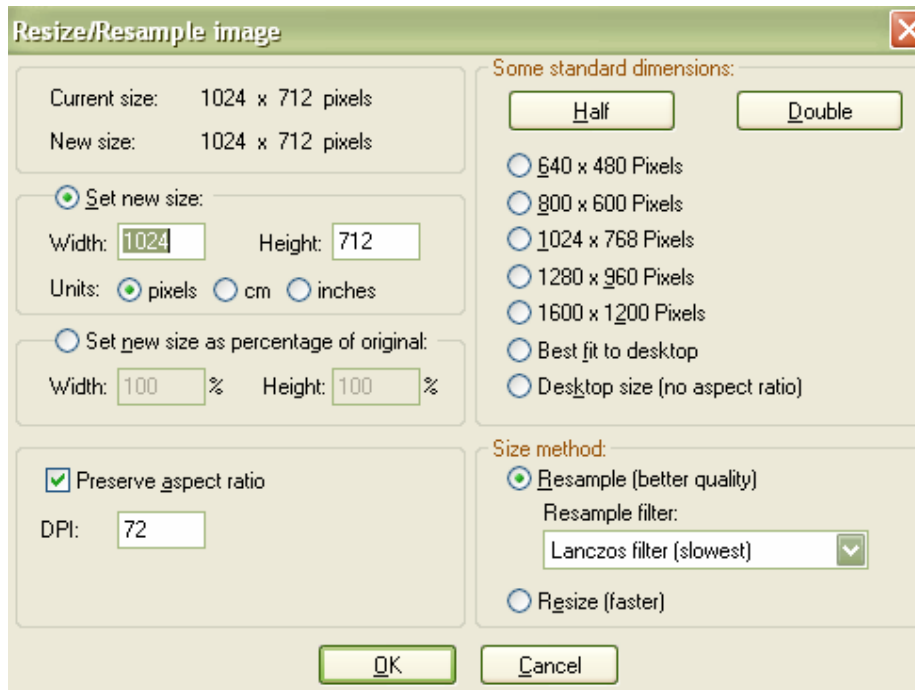 Resize/Resample image
Current size: 1024 x 712 pixels
New size: 1024 x 712 pixels
Set new size:
Width: 1024 Height: 712
Units: pixels cm inches
Set new size as percentage of original:
Width: 100 % Height: 100 %
Preserve aspect ratio
DPI: 72
Some standard dimensions:
Half Double
640 x 480 Pixels
800 x 600 Pixels
1024 x 768 Pixels
1280 x 960 Pixels
1600 x 1200 Pixels
Best fit to desktop
Desktop size (no aspect ratio)
Size method:
Resample (better quality)
Resample filter:
Lanczos filter (slowest)
Resize (faster)
OK Cancel